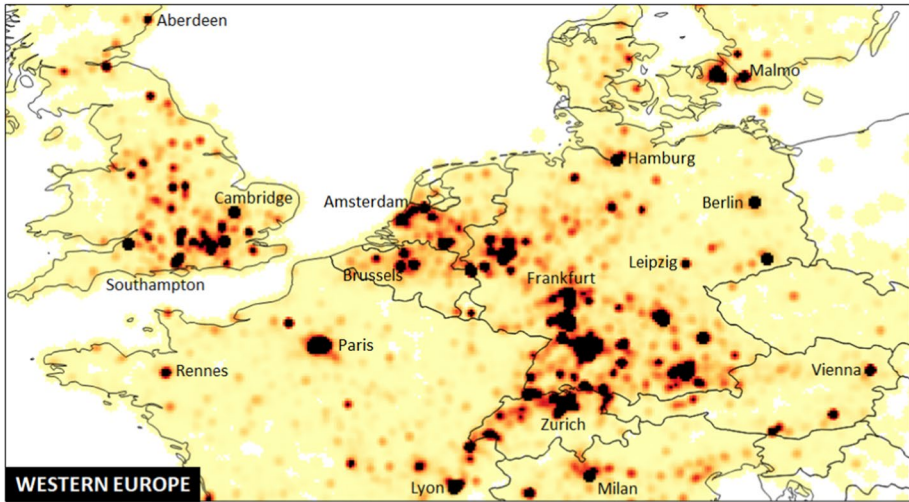 Aberdeen
Malmo
Hamburg
Cambridge
Amsterdam
Berlin
Brussels
Frankfurt
Leipzig
Southampton
Paris
Rennes
Vienna
Zurich
Lyon
Milan
WESTERN EUROPE